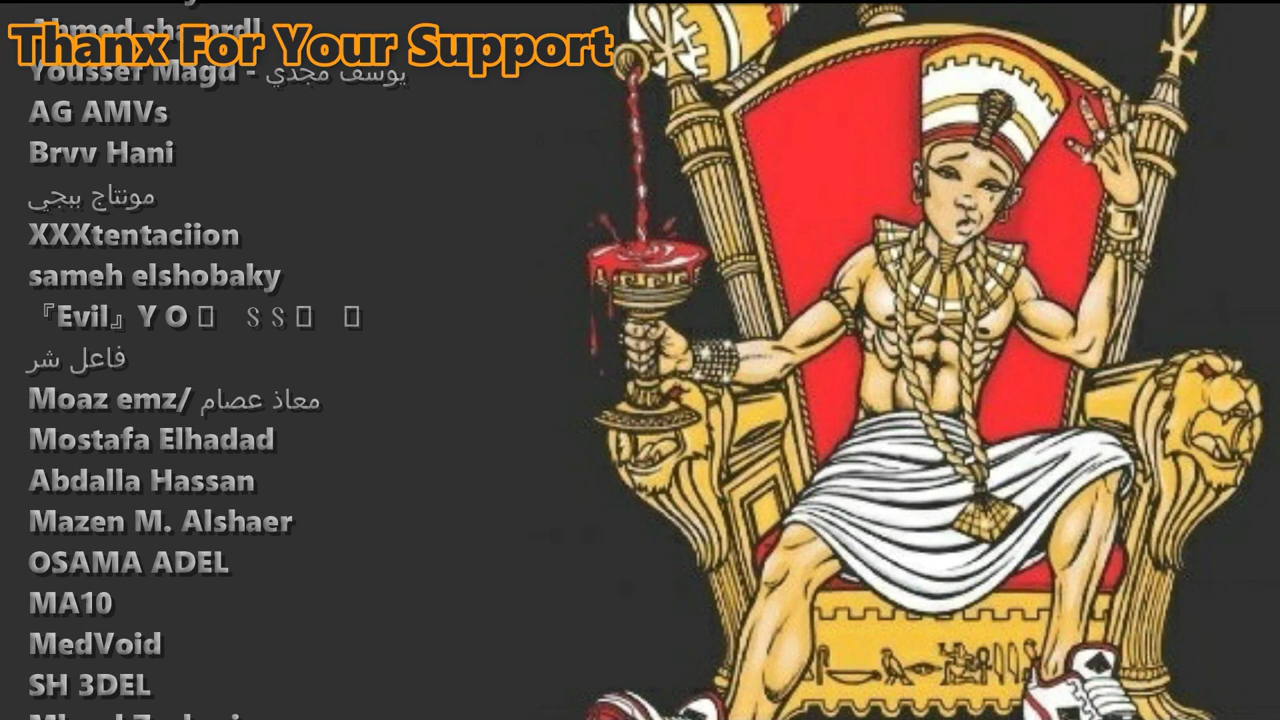 Thanx For Your Support
Yousser Magd - يوسف مجدي
AG AMVs
Brvv Hani
مونتاج ببجي
XXXtentaciion
sameh elshobaky
『Evil』Y O S S
فاعل شر
Moaz emz/ معاذ عصام
Mostafa Elhadad
Abdalla Hassan
Mazen M. Alshaer
OSAMA ADEL
MA10
MedVoid
SH 3DEL